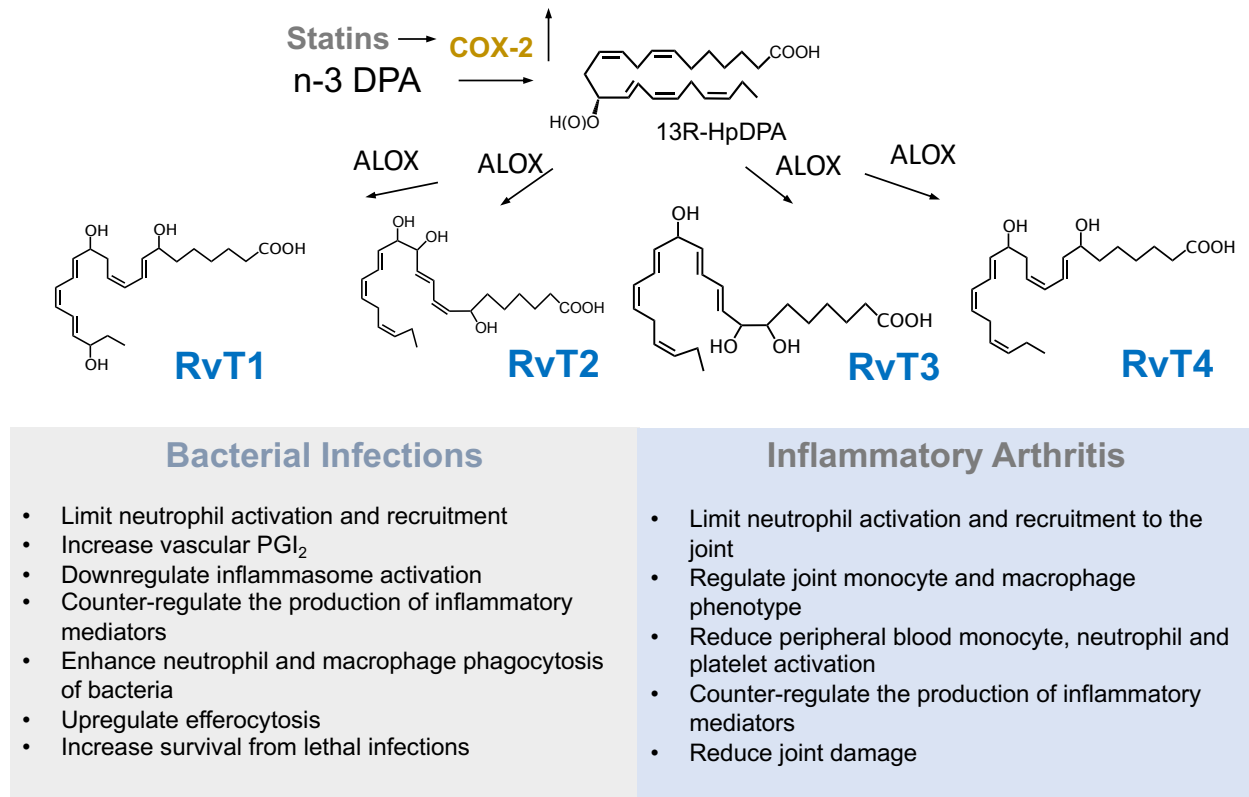 Statins
COX-2
n-3 DPA
COOH
H(O)O
13R-HpDPA
ALOX
ALOX
ALOX
ALOX
OH
OH
COOH
OH
RvT1
OH
OH
COOH
OH
RvT2
OH
COOH
HO
OH
RvT3
OH
OH
COOH
RvT4
Bacterial Infections
• Limit neutrophil activation and recruitment
• Increase vascular PGI₂
• Downregulate inflammasome activation
• Counter-regulate the production of inflammatory
mediators
• Enhance neutrophil and macrophage phagocytosis
of bacteria
• Upregulate efferocytosis
• Increase survival from lethal infections
Inflammatory Arthritis
• Limit neutrophil activation and recruitment to the
joint
• Regulate joint monocyte and macrophage
phenotype
• Reduce peripheral blood monocyte, neutrophil and
platelet activation
• Counter-regulate the production of inflammatory
mediators
• Reduce joint damage